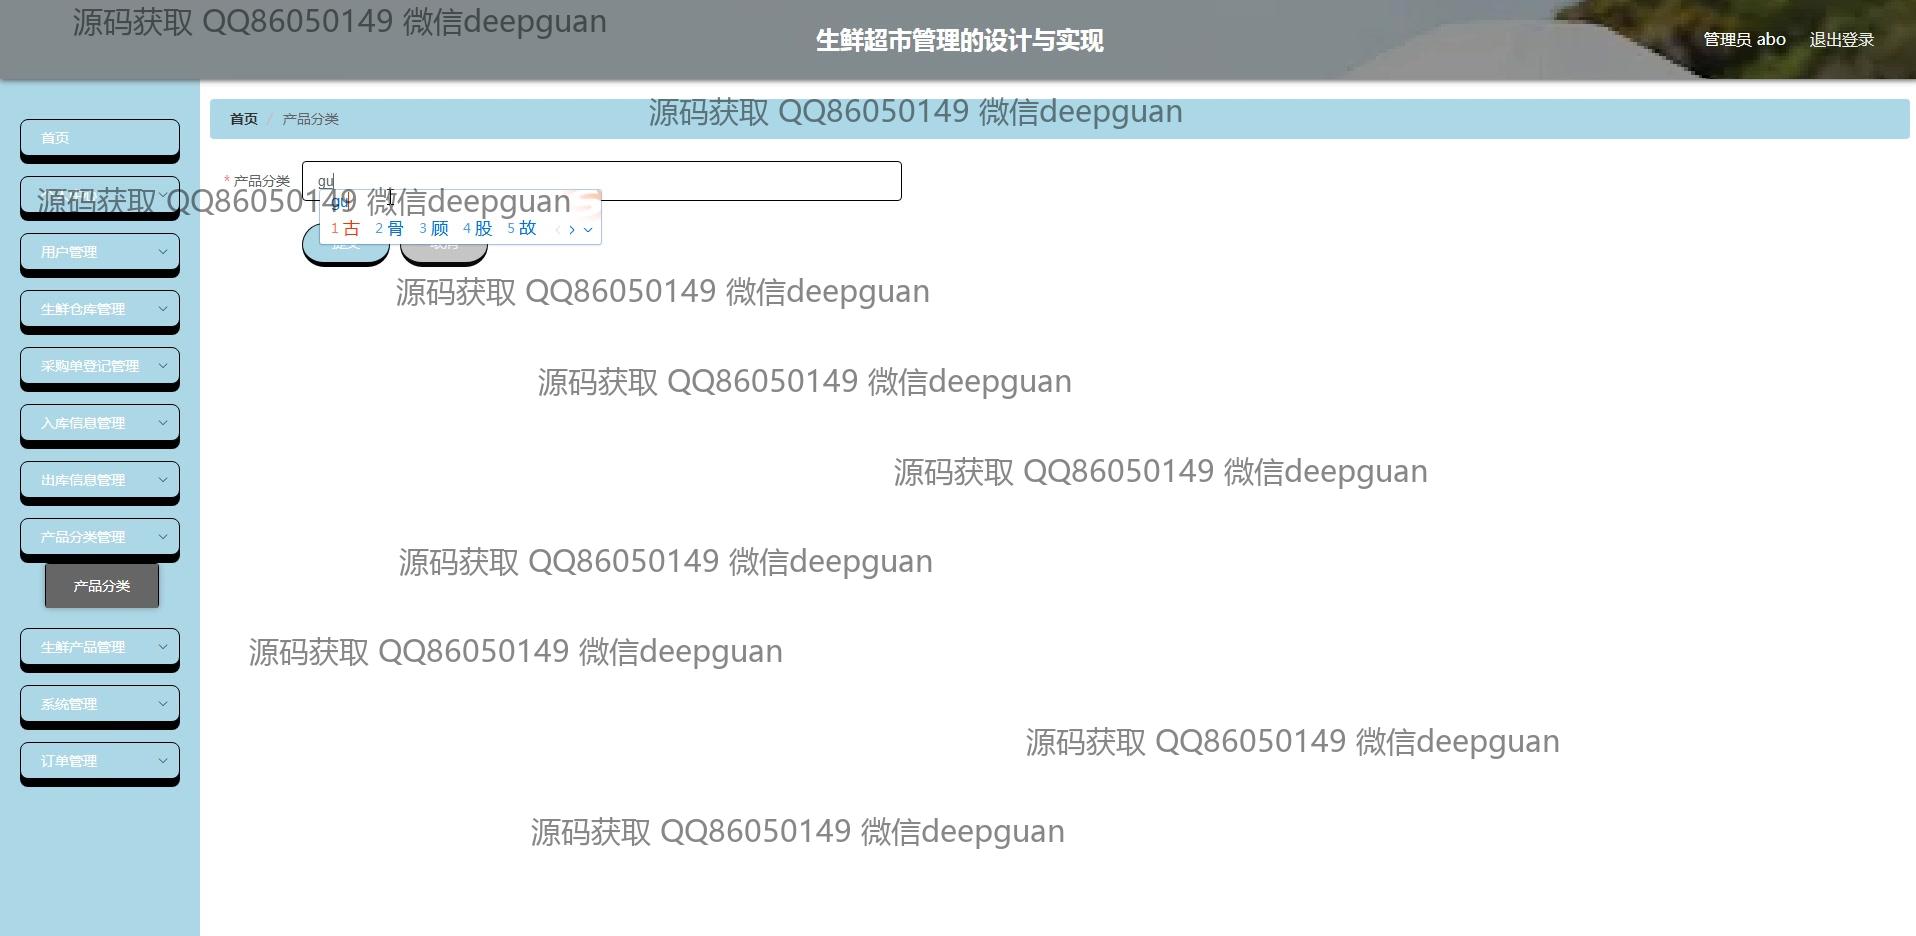 源码获取 QQ86050149 微信deepguan
生鲜超市管理的设计与实现
管理员 abo
退出登录
首页 / 产品分类
源码获取 QQ86050149 微信deepguan
首页
* 产品分类
gu
源码获取 QQ86050149 微信deepguan
gu
1 古 2 骨 3 顾 4 股 5 故
提交
取消
用户管理
生鲜仓库管理
源码获取 QQ86050149 微信deepguan
采购单登记管理
源码获取 QQ86050149 微信deepguan
入库信息管理
出库信息管理
源码获取 QQ86050149 微信deepguan
产品分类管理
源码获取 QQ86050149 微信deepguan
产品分类
生鲜产品管理
源码获取 QQ86050149 微信deepguan
系统管理
源码获取 QQ86050149 微信deepguan
订单管理
源码获取 QQ86050149 微信deepguan